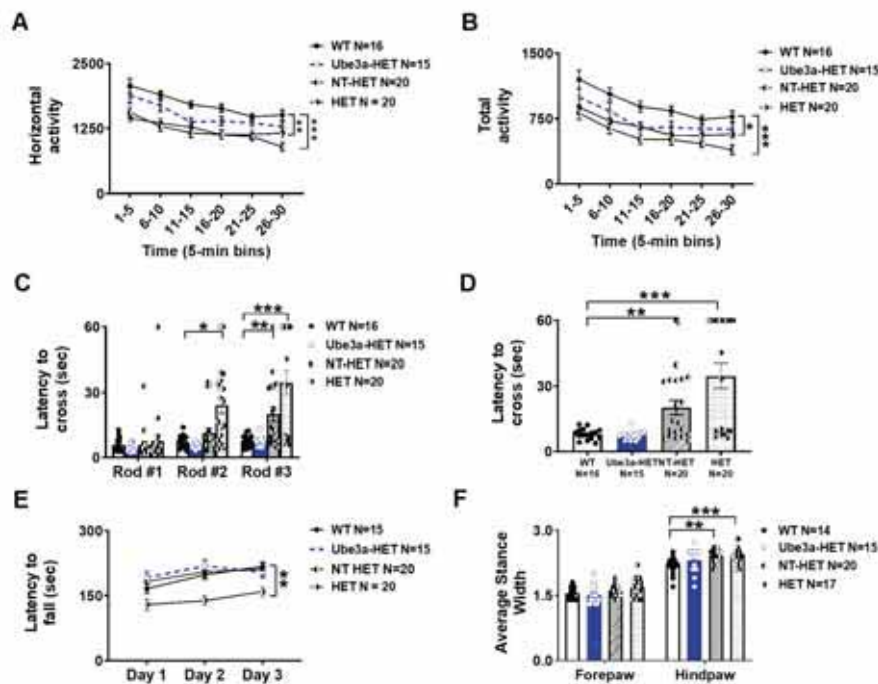 A
WT N=16
Ube3a-HET N=15
NT-HET N=20
HET N = 20
2500
1250
0
Horizontal
activity
**
***
1-5
6-10
11-15
16-20
21-25
26-30
Time (5-min bins)
B
WT N=16
Ube3a-HET N=15
NT-HET N=20
HET N=20
1500
750
0
Total
activity
*
***
1-5
6-10
11-15
16-20
21-25
26-30
Time (5-min bins)
C
WT N=16
Ube3a-HET N=15
NT-HET N=20
HET N=20
60
30
0
Latency to
cross (sec)
*
***
**
Rod #1
Rod #2
Rod #3
D
***
**
60
30
0
Latency to
cross (sec)
WT
N=16
Ube3a-HET
N=15
NT-HET
N=20
HET
N=20
E
WT N=15
Ube3a-HET N=15
NT HET N=20
HET N = 20
300
150
0
Latency to
fall (sec)
**
Day 1
Day 2
Day 3
F
WT N=14
Ube3a-HET N=15
NT-HET N=20
HET N=17
3.0
1.5
0.0
Average Stance
Width
***
**
Forepaw
Hindpaw